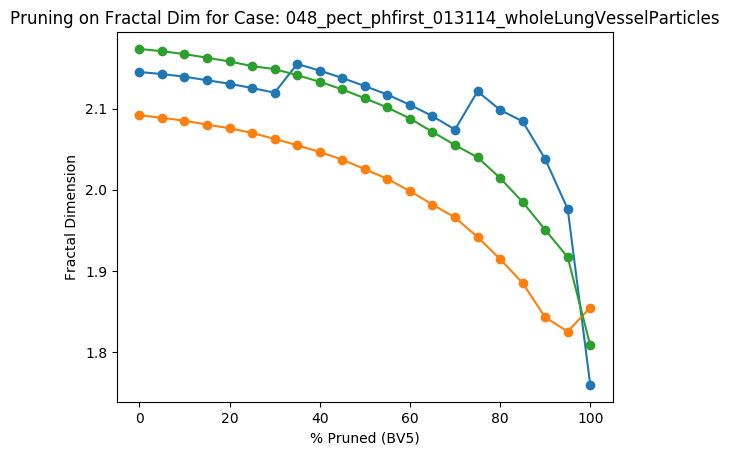 Pruning on Fractal Dim for Case: 048_pect_phfirst_013114_wholeLungVesselParticles
Fractal Dimension
2.1
2.0
1.9
1.8
0 20 40 60 80 100
% Pruned (BV5)